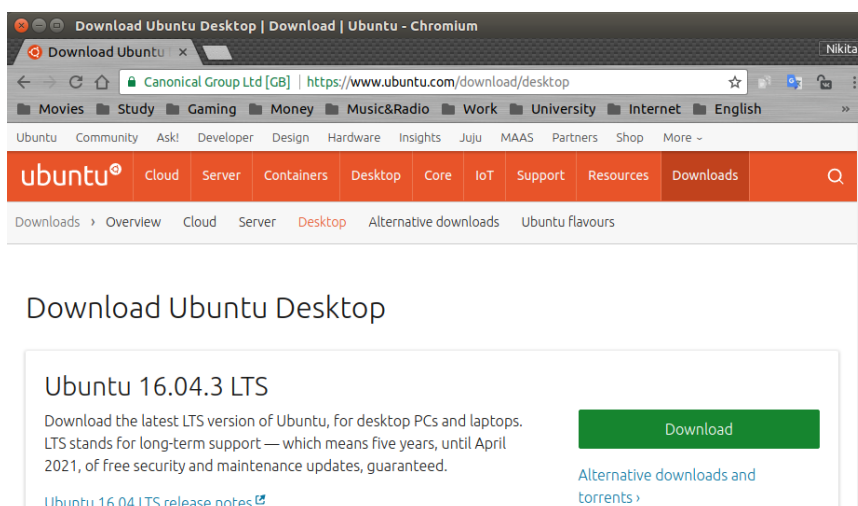 Download Ubuntu Desktop | Download | Ubuntu - Chromium
Download Ubuntu
Nikita
Canonical Group Ltd [GB] | https://www.ubuntu.com/download/desktop
Movies Study Gaming Money Music&Radio Work University Internet English »
Ubuntu Community Ask! Developer Design Hardware Insights Juju MAAS Partners Shop More
ubuntu Cloud Server Containers Desktop Core IoT Support Resources Downloads
Downloads › Overview Cloud Server Desktop Alternative downloads Ubuntu flavours
Download Ubuntu Desktop
Ubuntu 16.04.3 LTS
Download the latest LTS version of Ubuntu, for desktop PCs and laptops.
LTS stands for long-term support — which means five years, until April
2021, of free security and maintenance updates, guaranteed.
Ubuntu 16.04 LTS release notes
Download
Alternative downloads and
torrents ›